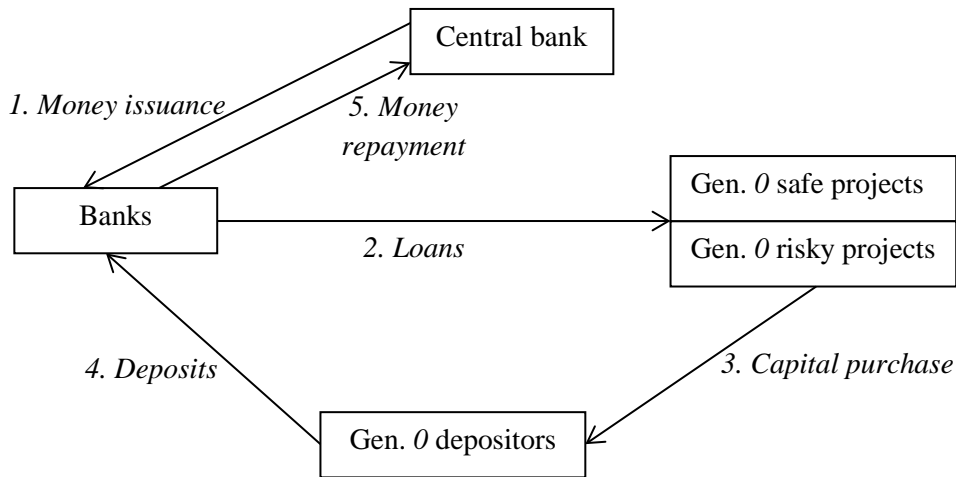 Central bank
1. Money issuance
5. Money
repayment
Gen. 0 safe projects
Banks
2. Loans
Gen. 0 risky projects
4. Deposits
3. Capital purchase
Gen. 0 depositors